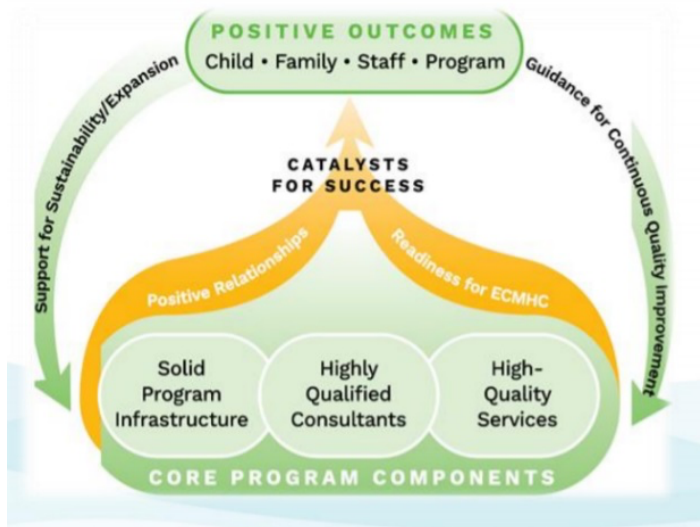 POSITIVE OUTCOMES
Child • Family • Staff • Program
Support for Sustainability/Expansion
Guidance for Continuous Quality Improvement
CATALYSTS
FOR SUCCESS
Positive Relationships
Readiness for ECMHC
Solid
Program
Infrastructure
Highly
Qualified
Consultants
High-
Quality
Services
CORE PROGRAM COMPONENTS